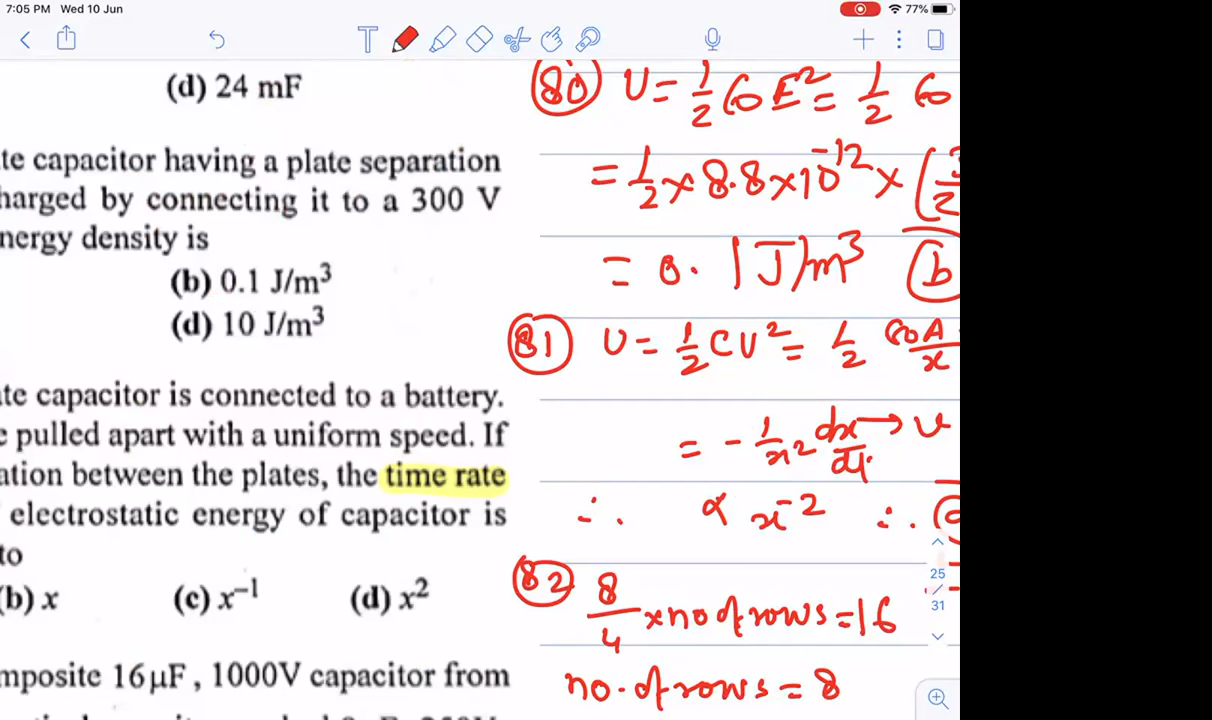 7:05 PM Wed 10 Jun
77%
(d) 24 mF
te capacitor having a plate separation
harged by connecting it to a 300 V
nergy density is
(b) 0.1 J/m³
(d) 10 J/m³
te capacitor is connected to a battery.
e pulled apart with a uniform speed. If
ation between the plates, the time rate
electrostatic energy of capacitor is
to
(b) x (c) x⁻¹ (d) x²
mposite 16 μF , 1000V capacitor from
80 U = 1/2 ε0 E² = 1/2 ε0
= 1/2 × 8.8 × 10⁻¹² × (
= 0.1 J/m³ b
81 U = 1/2 CV² = 1/2 ε0A/x
= - 1/x² dx/dt → v
∴ ∝ x⁻² ∴
82 8/4 × no of rows = 16
no. of rows = 8
25
/
31